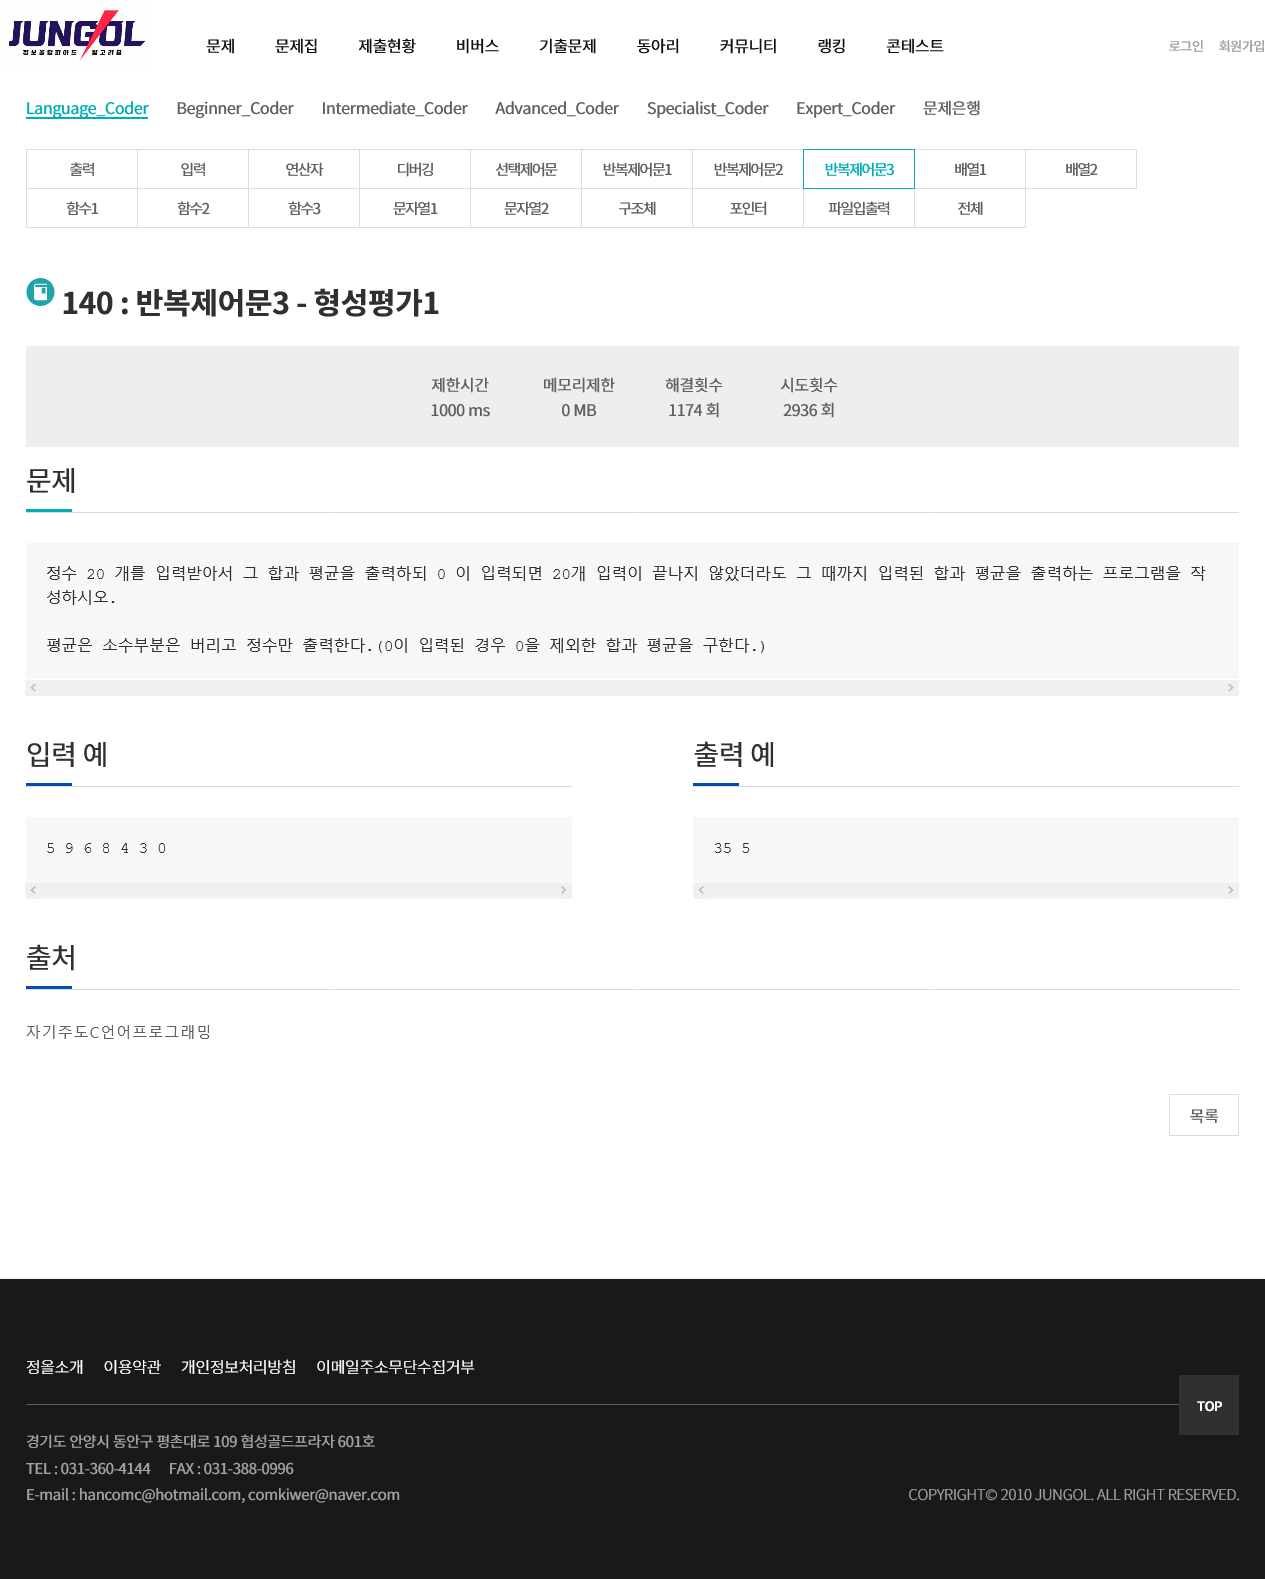 JUNGOL
정보올림피아드 알고리즘
문제 문제집 제출현황 비버스 기출문제 동아리 커뮤니티 랭킹 콘테스트 로그인 회원가입
Language_Coder Beginner_Coder Intermediate_Coder Advanced_Coder Specialist_Coder Expert_Coder 문제은행
출력 입력 연산자 디버깅 선택제어문 반복제어문1 반복제어문2 반복제어문3 배열1 배열2
함수1 함수2 함수3 문자열1 문자열2 구조체 포인터 파일입출력 전체
140 : 반복제어문3 - 형성평가1
제한시간 메모리제한 해결횟수 시도횟수
1000 ms 0 MB 1174 회 2936 회
문제
정수 20 개를 입력받아서 그 합과 평균을 출력하되 0 이 입력되면 20개 입력이 끝나지 않았더라도 그 때까지 입력된 합과 평균을 출력하는 프로그램을 작
성하시오.
평균은 소수부분은 버리고 정수만 출력한다.(0이 입력된 경우 0을 제외한 합과 평균을 구한다.)
입력 예 출력 예
5 9 6 8 4 3 0 35 5
출처
자기주도C언어프로그래밍
목록
정올소개 이용약관 개인정보처리방침 이메일주소무단수집거부
TOP
경기도 안양시 동안구 평촌대로 109 협성골드프라자 601호
TEL : 031-360-4144 FAX : 031-388-0996
E-mail : hancomc@hotmail.com, comkiwer@naver.com COPYRIGHT© 2010 JUNGOL. ALL RIGHT RESERVED.